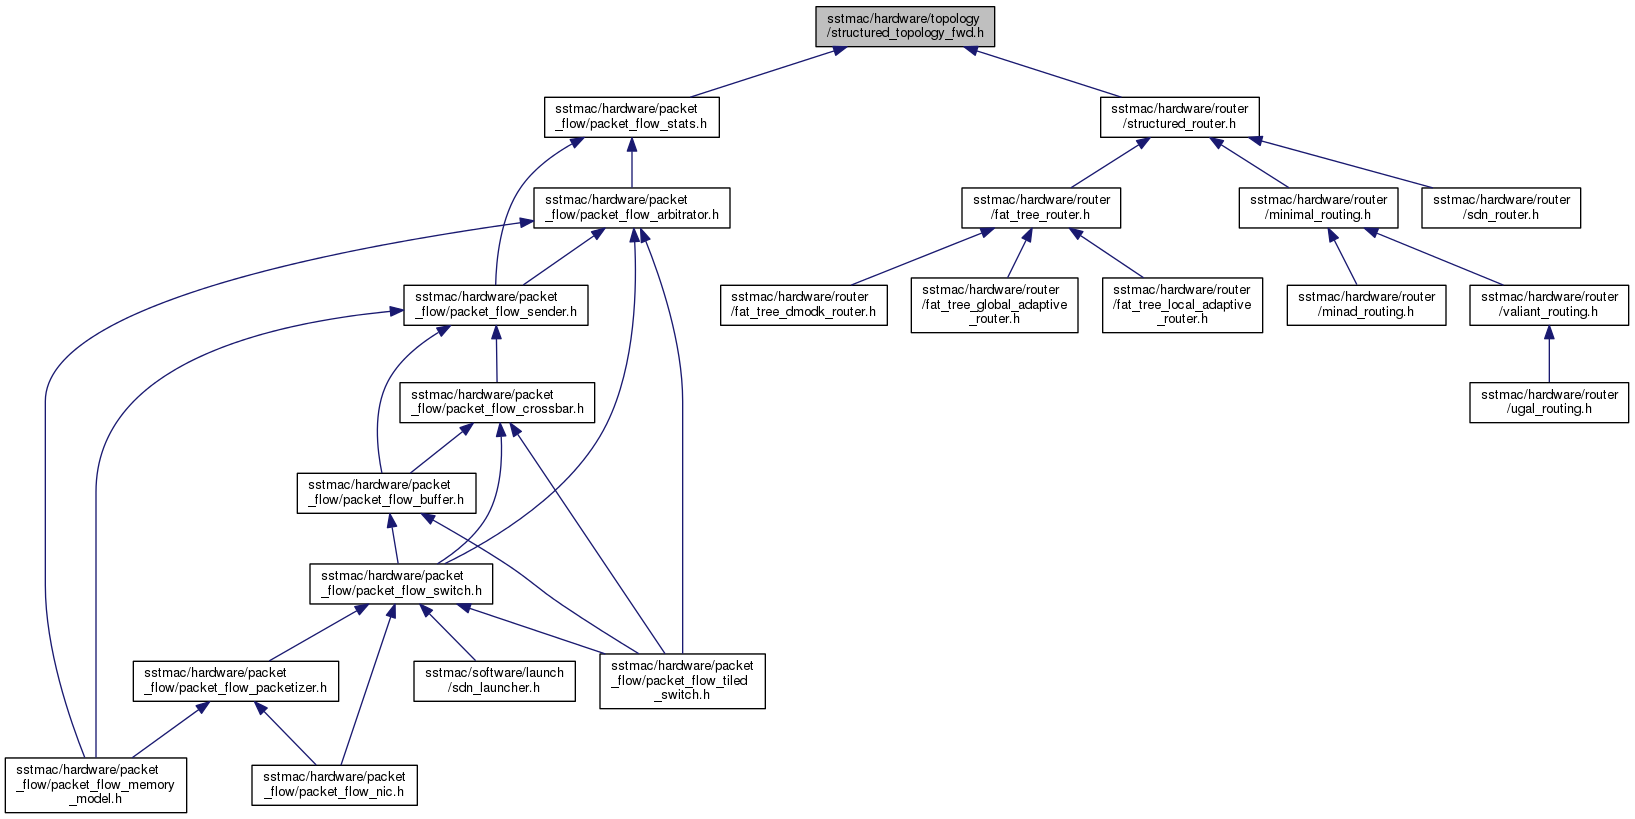 sstmac/hardware/topology
/structured_topology_fwd.h
sstmac/hardware/packet
_flow/packet_flow_stats.h
sstmac/hardware/router
/structured_router.h
sstmac/hardware/packet
_flow/packet_flow_arbitrator.h
sstmac/hardware/router
/fat_tree_router.h
sstmac/hardware/router
/minimal_routing.h
sstmac/hardware/router
/sdn_router.h
sstmac/hardware/packet
_flow/packet_flow_sender.h
sstmac/hardware/router
/fat_tree_dmodk_router.h
sstmac/hardware/router
/fat_tree_global_adaptive
_router.h
sstmac/hardware/router
/fat_tree_local_adaptive
_router.h
sstmac/hardware/router
/minad_routing.h
sstmac/hardware/router
/valiant_routing.h
sstmac/hardware/packet
_flow/packet_flow_crossbar.h
sstmac/hardware/router
/ugal_routing.h
sstmac/hardware/packet
_flow/packet_flow_buffer.h
sstmac/hardware/packet
_flow/packet_flow_switch.h
sstmac/hardware/packet
_flow/packet_flow_packetizer.h
sstmac/software/launch
/sdn_launcher.h
sstmac/hardware/packet
_flow/packet_flow_tiled
_switch.h
sstmac/hardware/packet
_flow/packet_flow_memory
_model.h
sstmac/hardware/packet
_flow/packet_flow_nic.h